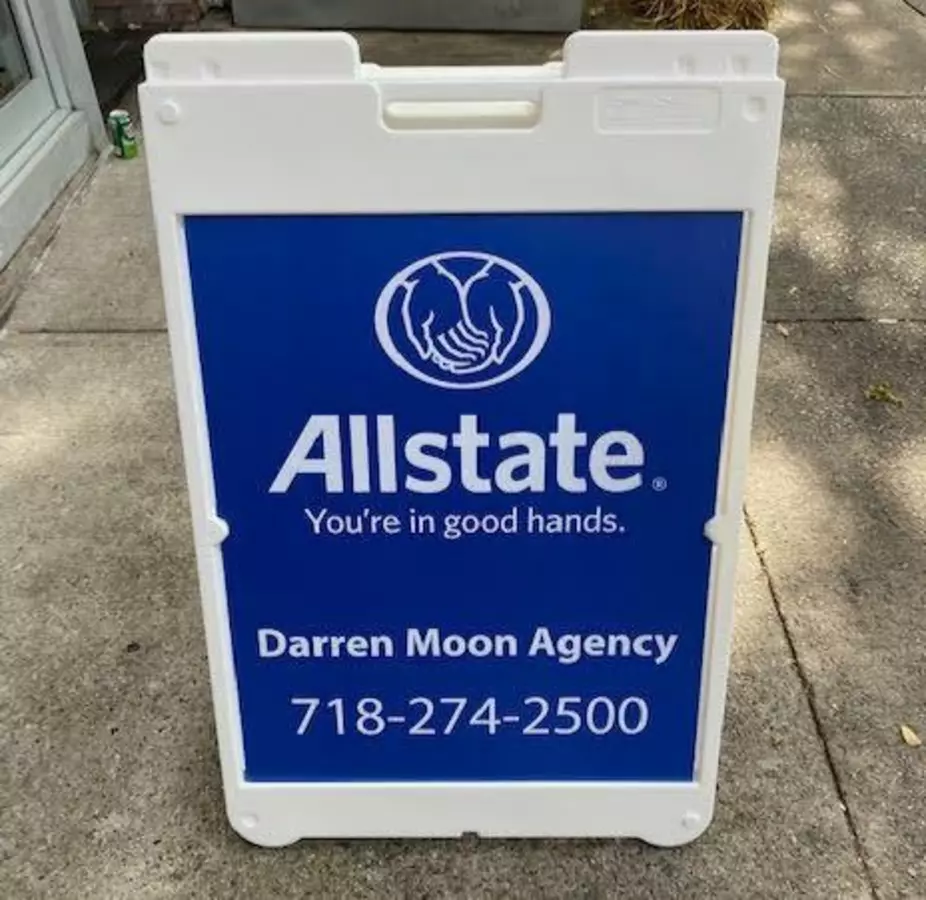 Allstate®
You're in good hands.
Darren Moon Agency
718-274-2500